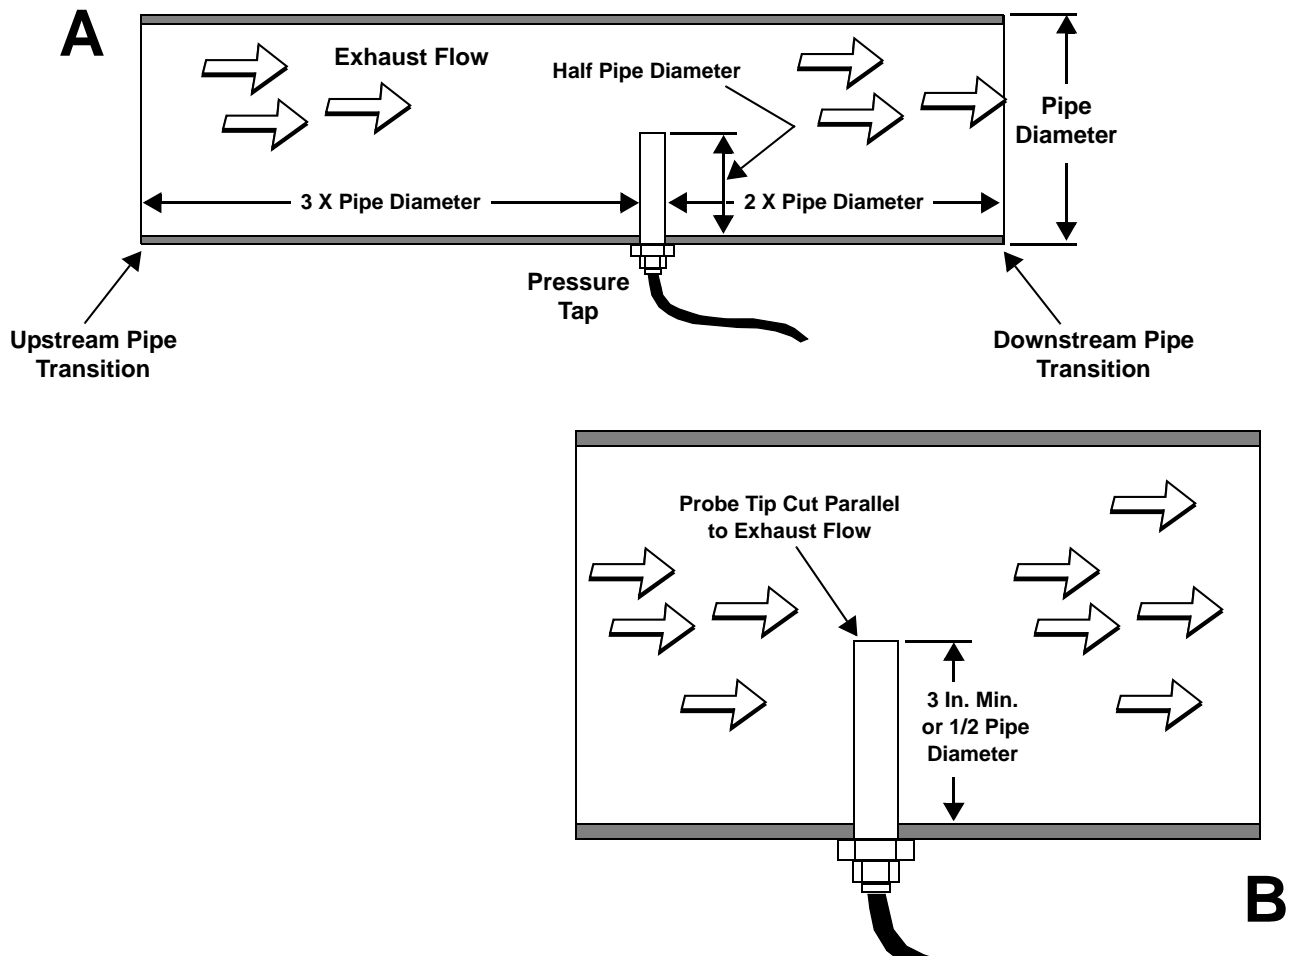 A
Exhaust Flow
Half Pipe Diameter
Pipe
Diameter
3 X Pipe Diameter
2 X Pipe Diameter
Pressure
Tap
Upstream Pipe
Transition
Downstream Pipe
Transition
Probe Tip Cut Parallel
to Exhaust Flow
3 In. Min.
or 1/2 Pipe
Diameter
B